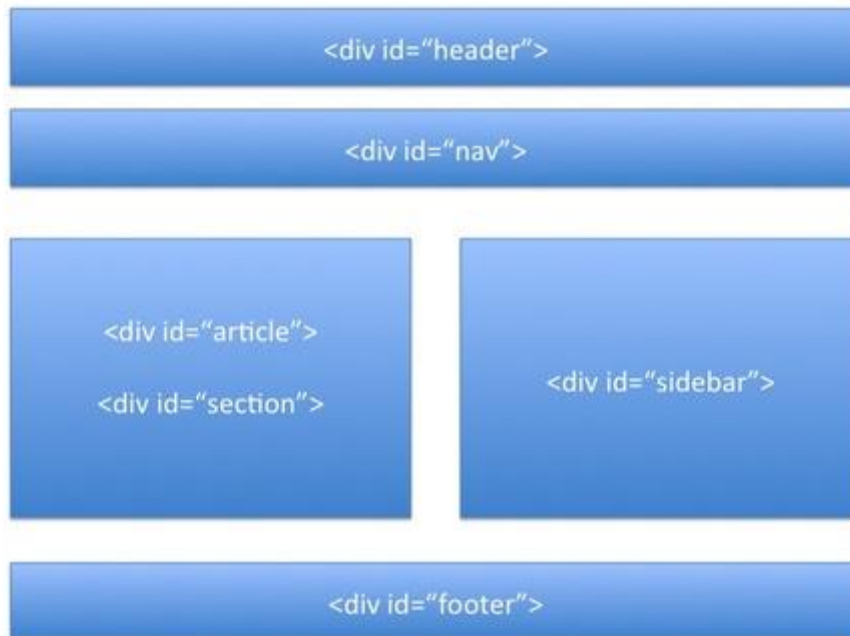 <div id=“header”>
<div id=“nav”>
<div id=“article”>
<div id=“section”>
<div id=“sidebar”>
<div id=“footer”>